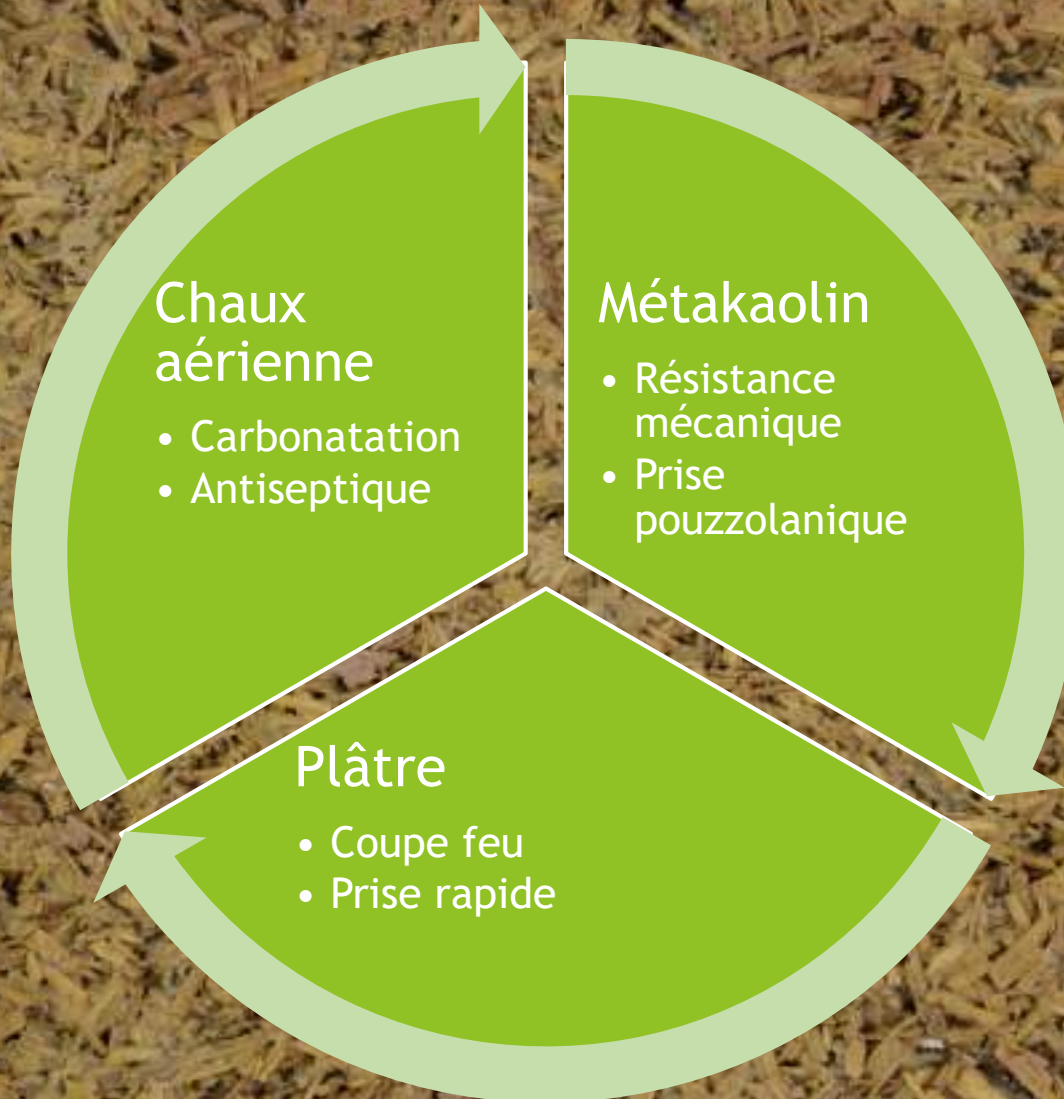 Chaux
aérienne
• Carbonatation
• Antiseptique
Métakaolin
• Résistance
mécanique
• Prise
pouzzolanique
Plâtre
• Coupe feu
• Prise rapide